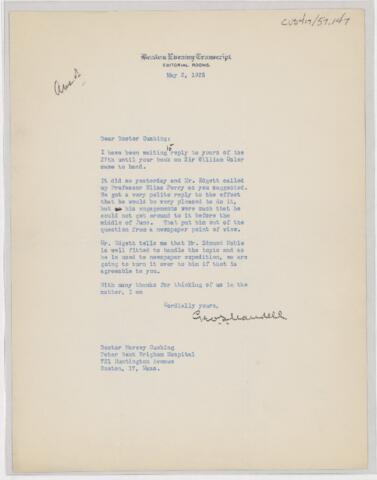 CUS417/57.147
Boston Evening Transcript
EDITORIAL ROOMS
May 2, 1925
Ans'd
Dear Doctor Cushing:
I have been waiting to reply to yours of the
27th until your book on Sir William Osler
came to hand.
It did so yesterday and Mr. Edgett called
my Professor Bliss Perry as you suggested.
We got a very polite reply to the effect
that he would be very pleased to do it,
but his engagements were such that he
could not get around to it before the
middle of June. That put him out of the
question from a newspaper point of view.
Mr. Edgett tells me that Mr. Edmund Noble
is well fitted to handle the topic and as
he is used to newspaper expedition, we are
going to turn it over to him if that is
agreeable to you.
With many thanks for thinking of us in the
matter, I am
Cordially yours,
Geo. S. Mandell
Doctor Harvey Cushing
Peter Bent Brigham Hospital
721 Huntington Avenue
Boston, 17, Mass.